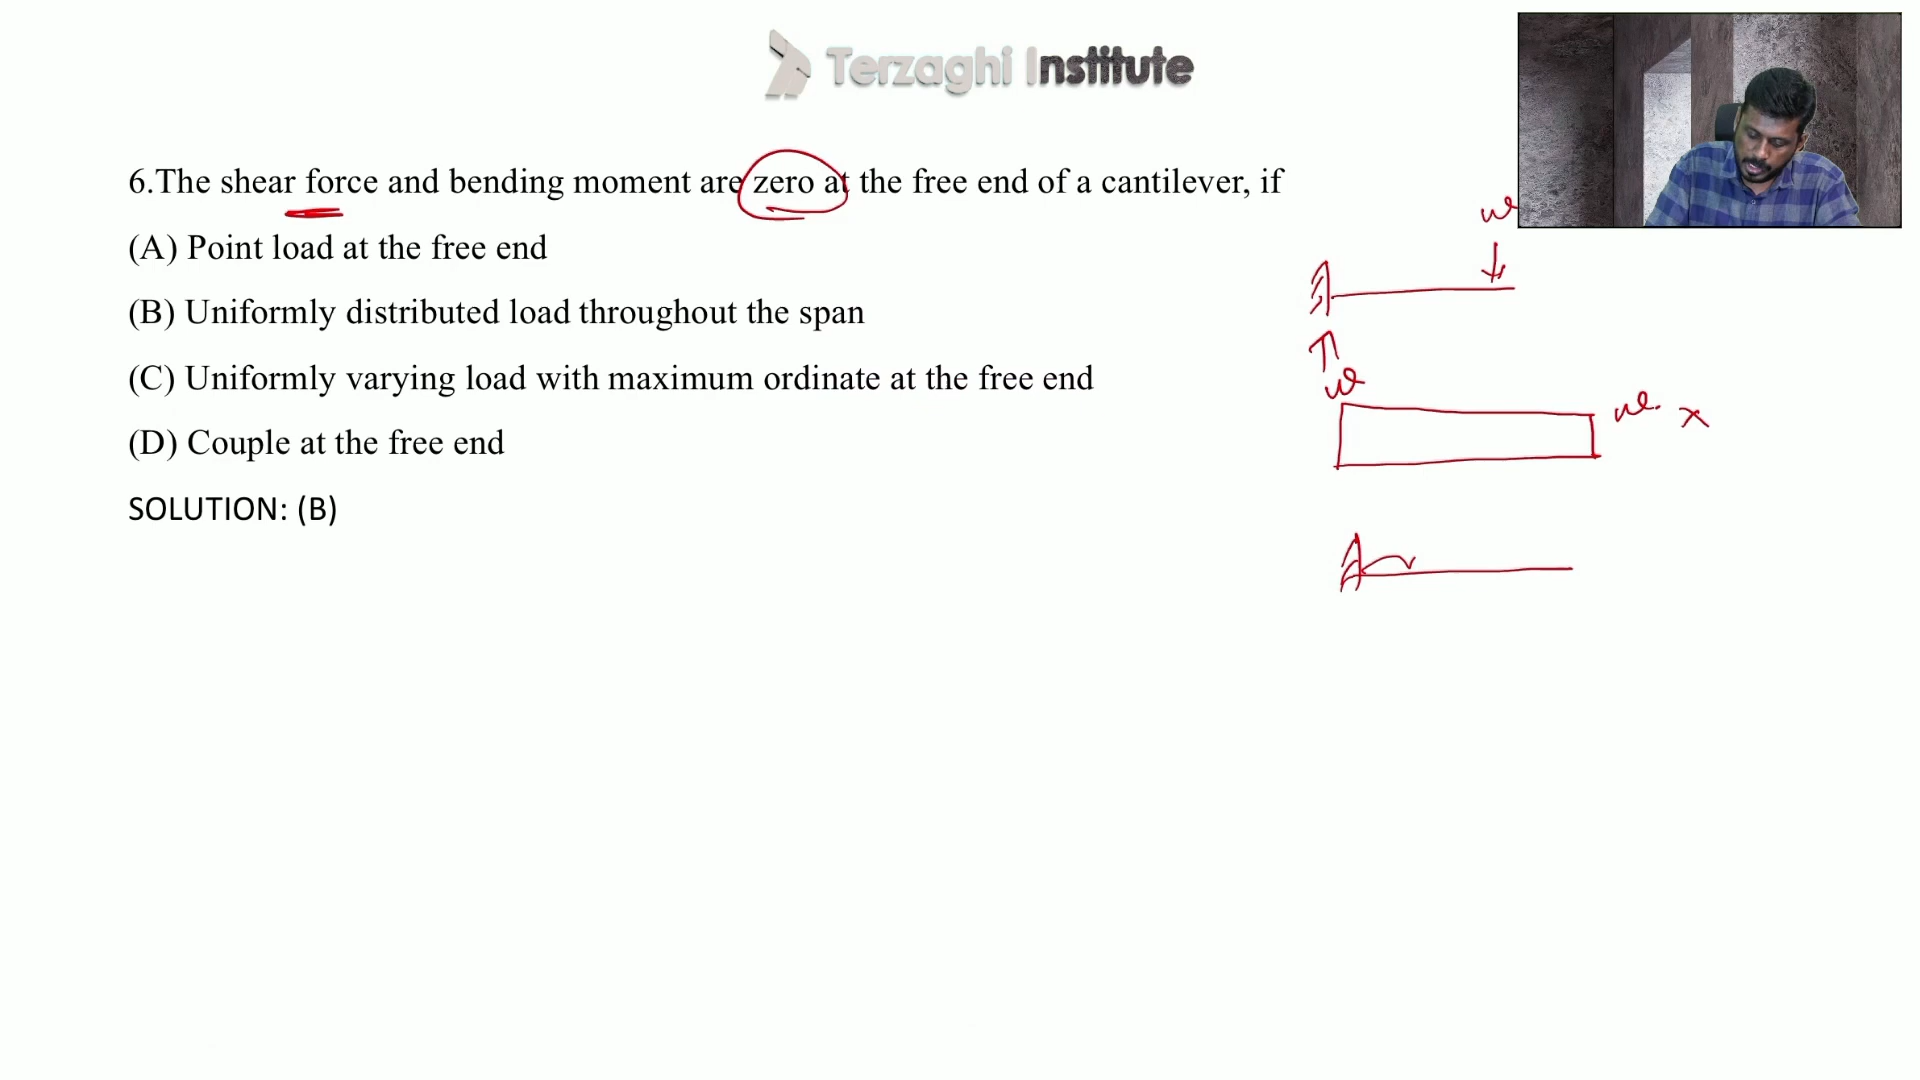 Terzaghi Institute
6.The shear force and bending moment are zero at the free end of a cantilever, if
(A) Point load at the free end
(B) Uniformly distributed load throughout the span
(C) Uniformly varying load with maximum ordinate at the free end
(D) Couple at the free end
SOLUTION: (B)